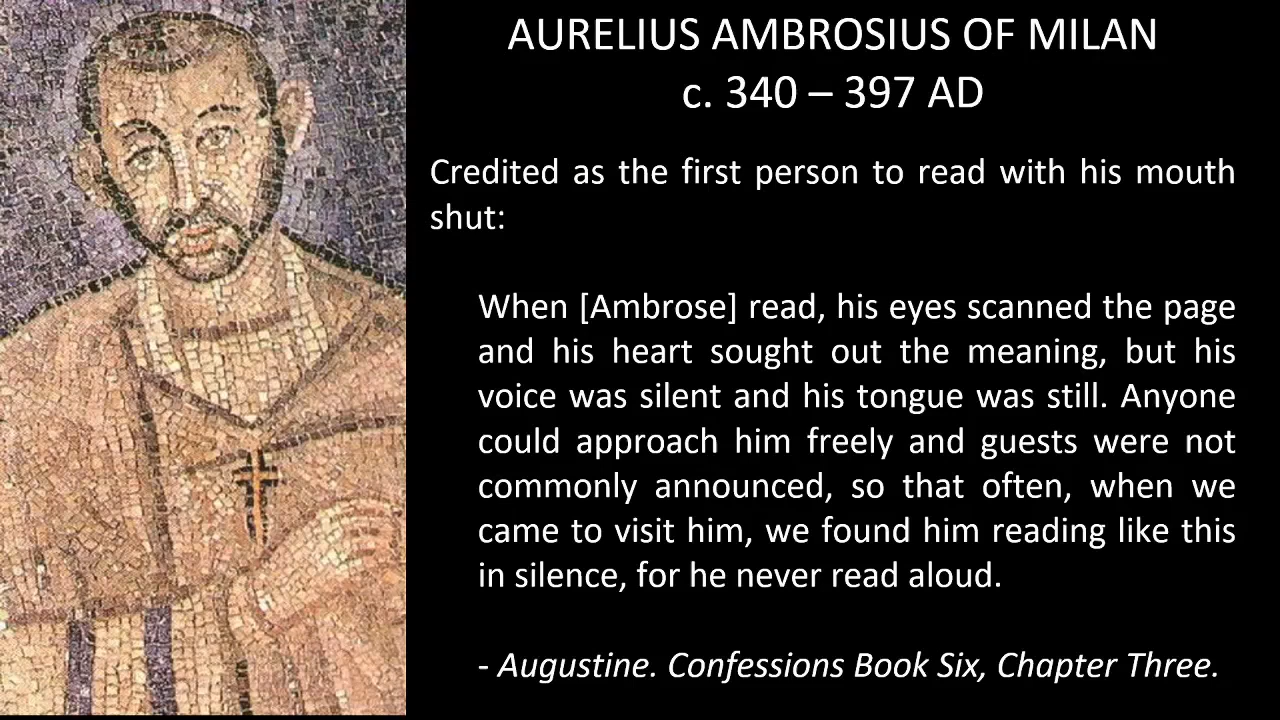 AURELIUS AMBROSIUS OF MILAN
c. 340 – 397 AD
Credited as the first person to read with his mouth
shut:
When [Ambrose] read, his eyes scanned the page
and his heart sought out the meaning, but his
voice was silent and his tongue was still. Anyone
could approach him freely and guests were not
commonly announced, so that often, when we
came to visit him, we found him reading like this
in silence, for he never read aloud.
- Augustine. Confessions Book Six, Chapter Three.